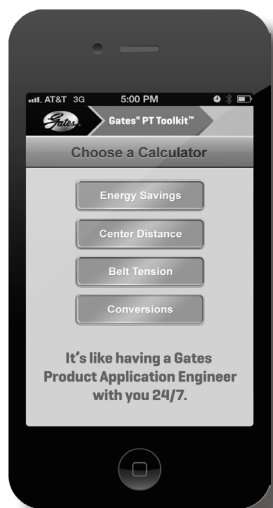 AT&T 3G 5:00 PM
Gates
Gates® PT Toolkit™
Choose a Calculator
Energy Savings
Center Distance
Belt Tension
Conversions
It's like having a Gates
Product Application Engineer
with you 24/7.